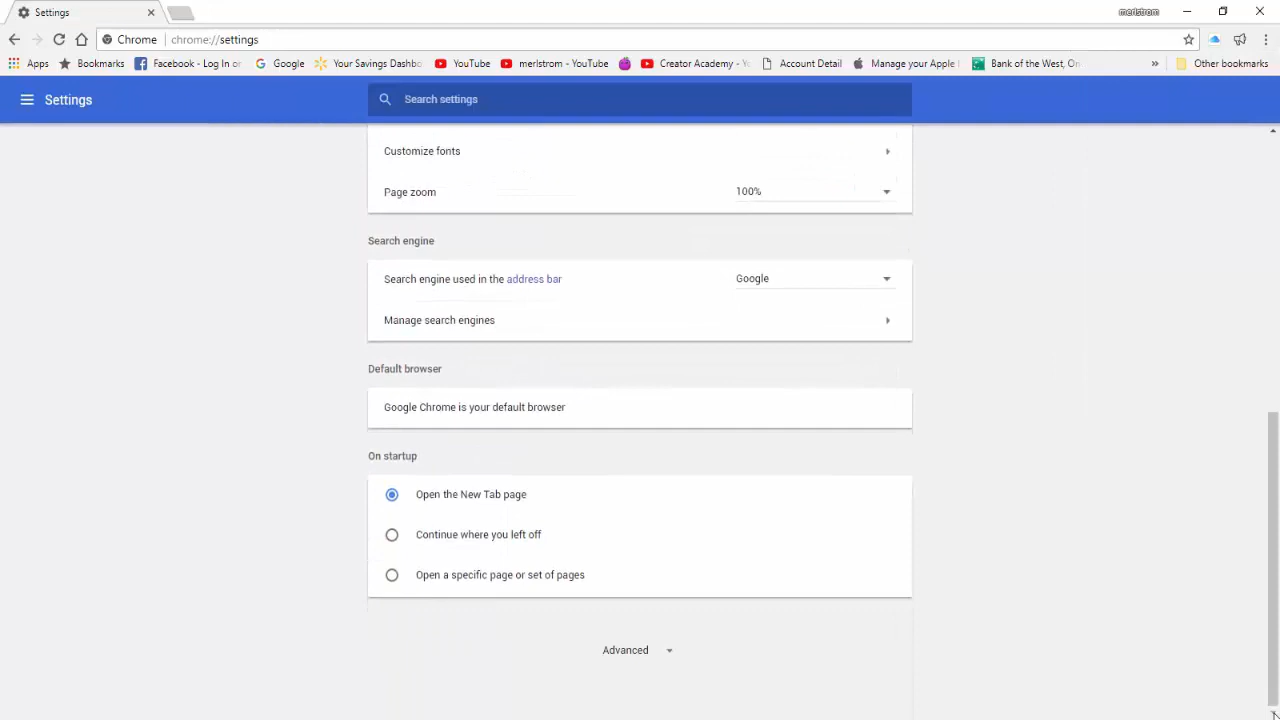 Settings
merlstrom
Chrome chrome://settings
Apps Bookmarks Facebook - Log In or Google Your Savings Dashbo YouTube merlstrom - YouTube Creator Academy - Yo Account Detail Manage your Apple I Bank of the West, On » Other bookmarks
Settings Search settings
Customize fonts
Page zoom 100%
Search engine
Search engine used in the address bar Google
Manage search engines
Default browser
Google Chrome is your default browser
On startup
Open the New Tab page
Continue where you left off
Open a specific page or set of pages
Advanced